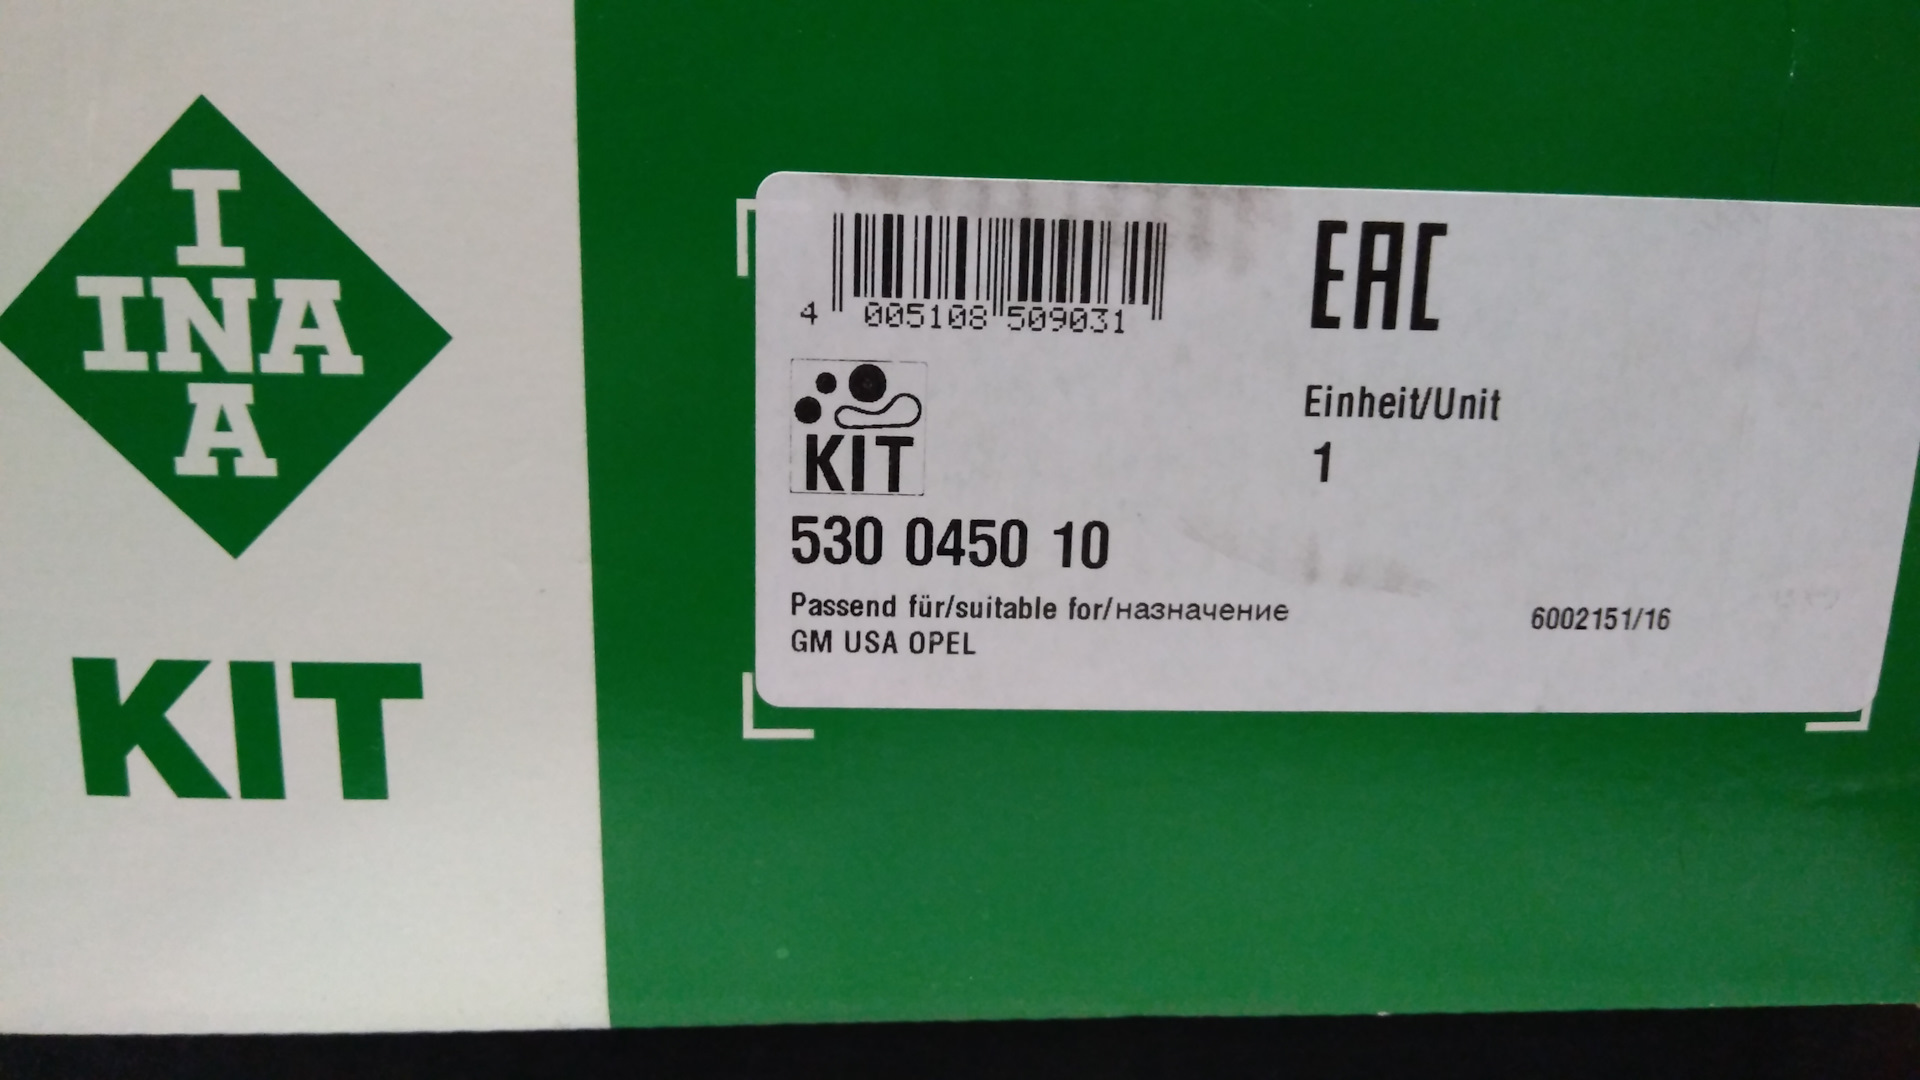 I
INA
A
KIT
4 005108 509031
EAC
KIT
Einheit/Unit
1
530 0450 10
Passend für/suitable for/назначение
GM USA OPEL
6002151/16